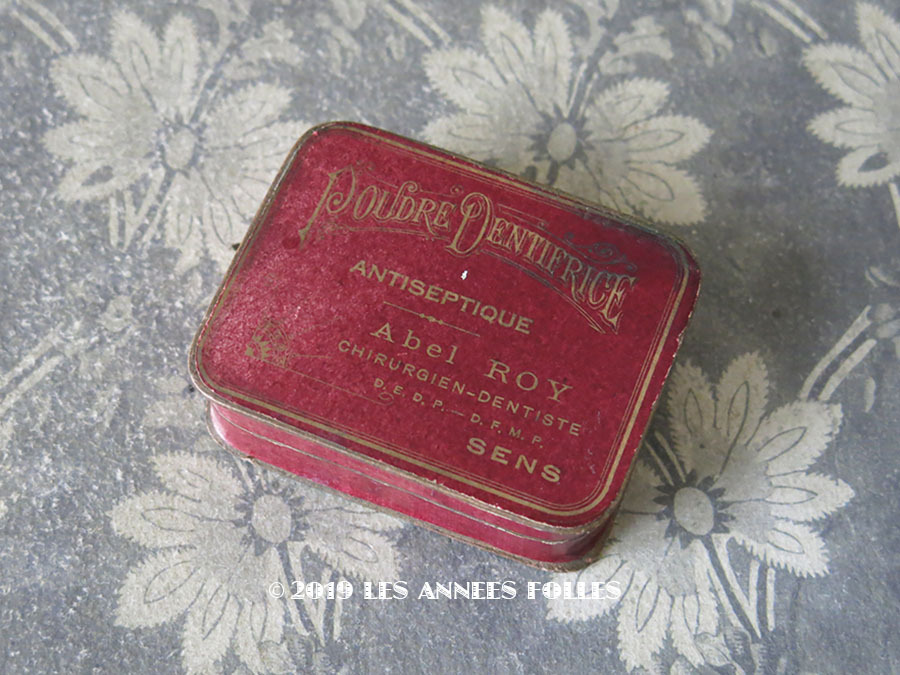 POUDRE DENTIFRICE
ANTISEPTIQUE
Abel ROY
CHIRURGIEN-DENTISTE
D.E.D.P.—D.F.M.P.
SENS
© 2019 LES ANNEES FOLLES